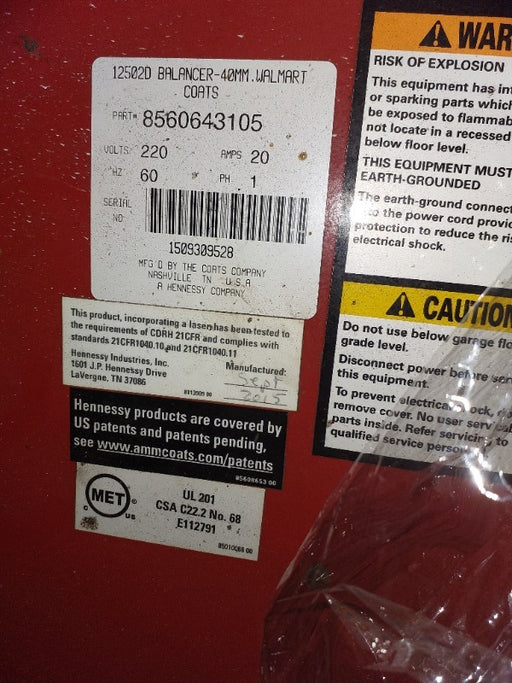 12502D BALANCER-40MM.WALMART
COATS
PART# 8560643105
VOLTS: 220 AMPS 20
HZ 60 PH 1
SERIAL
NO
1509309528
MFG'D BY THE COATS COMPANY
NASHVILLE TN U.S.A
A HENNESSY COMPANY
This product, incorporating a laser has been tested to
the requirements of CDRH 21CFR and complies with
standards 21CFR1040.10 and 21CFR1040.11
Hennessy Industries, Inc.
1601 J.P. Hennessy Drive
LaVergne, TN 37086
Manufactured:
Sept
2015
Hennessy products are covered by
US patents and patents pending,
see www.ammcoats.com/patents
85608653 00
MET
C US
UL 201
CSA C22.2 No. 68
E112791
85010088 00
WAR
RISK OF EXPLOSION
This equipment has in
or sparking parts which
be exposed to flammab
not locate in a recessed
below floor level.
THIS EQUIPMENT MUST
EARTH-GROUNDED
The earth-ground connect
to the power cord provid
protection to reduce the ris
electrical shock.
CAUTION
Do not use below garage flo
grade level.
Disconnect power before ser
this equipment.
To prevent electrical
remove cover. No user
parts inside. Refer servicing to
qualified service